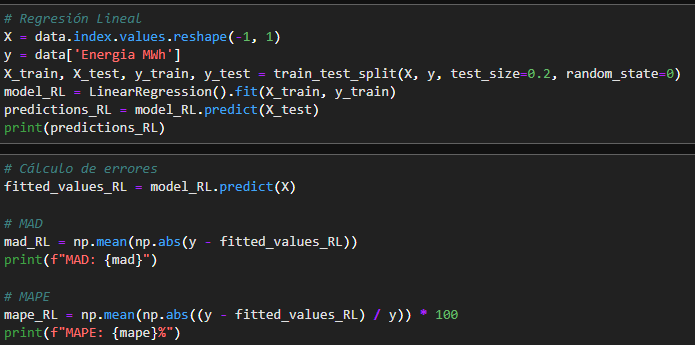 # Regresión Lineal
X = data.index.values.reshape(-1, 1)
y = data['Energia MWh']
X_train, X_test, y_train, y_test = train_test_split(X, y, test_size=0.2, random_state=0)
model_RL = LinearRegression().fit(X_train, y_train)
predictions_RL = model_RL.predict(X_test)
print(predictions_RL)
# Cálculo de errores
fitted_values_RL = model_RL.predict(X)
# MAD
mad_RL = np.mean(np.abs(y - fitted_values_RL))
print(f"MAD: {mad}")
# MAPE
mape_RL = np.mean(np.abs((y - fitted_values_RL) / y)) * 100
print(f"MAPE: {mape}%")